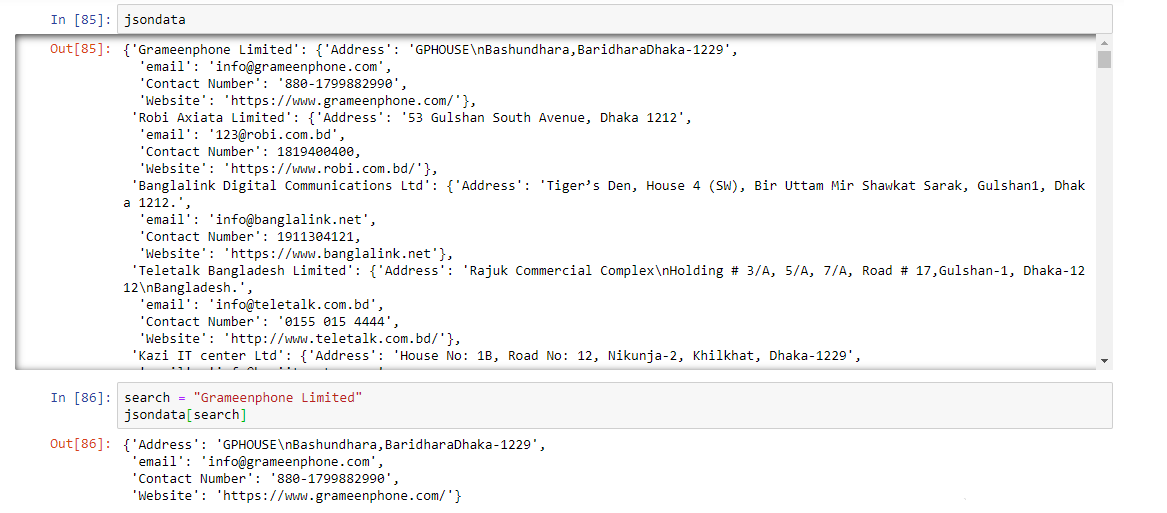 In [85]: jsondata
Out[85]: {'Grameenphone Limited': {'Address': 'GPHOUSE\nBashundhara,BaridharaDhaka-1229',
'email': 'info@grameenphone.com',
'Contact Number': '880-1799882990',
'Website': 'https://www.grameenphone.com/'},
'Robi Axiata Limited': {'Address': '53 Gulshan South Avenue, Dhaka 1212',
'email': '123@robi.com.bd',
'Contact Number': 1819400400,
'Website': 'https://www.robi.com.bd/'},
'Banglalink Digital Communications Ltd': {'Address': 'Tiger’s Den, House 4 (SW), Bir Uttam Mir Shawkat Sarak, Gulshan1, Dhak
a 1212.',
'email': 'info@banglalink.net',
'Contact Number': 1911304121,
'Website': 'https://www.banglalink.net'},
'Teletalk Bangladesh Limited': {'Address': 'Rajuk Commercial Complex\nHolding # 3/A, 5/A, 7/A, Road # 17,Gulshan-1, Dhaka-12
12\nBangladesh.',
'email': 'info@teletalk.com.bd',
'Contact Number': '0155 015 4444',
'Website': 'http://www.teletalk.com.bd/'},
'Kazi IT center Ltd': {'Address': 'House No: 1B, Road No: 12, Nikunja-2, Khilkhat, Dhaka-1229',
In [86]: search = "Grameenphone Limited"
jsondata[search]
Out[86]: {'Address': 'GPHOUSE\nBashundhara,BaridharaDhaka-1229',
'email': 'info@grameenphone.com',
'Contact Number': '880-1799882990',
'Website': 'https://www.grameenphone.com/'}